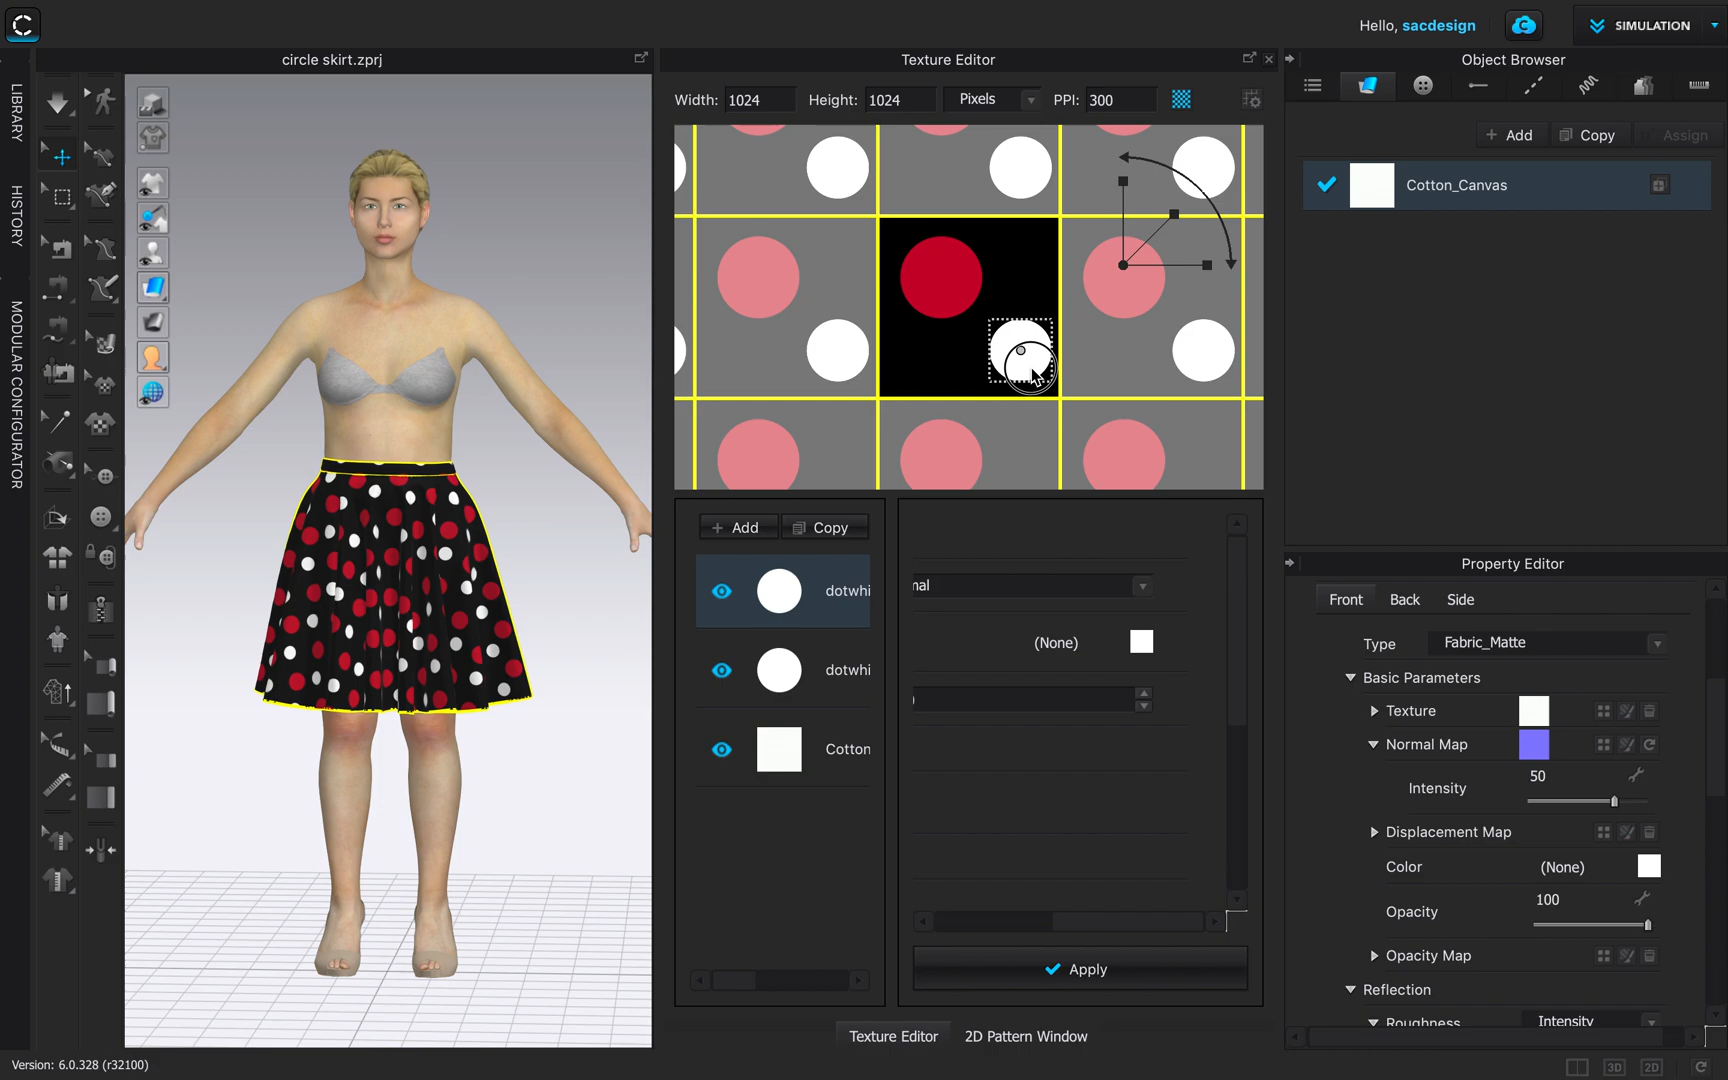 Hello, sacdesign
SIMULATION
circle skirt.zprj
Texture Editor
Object Browser
LIBRARY
HISTORY
MODULAR CONFIGURATOR
Width: 1024 Height: 1024 Pixels PPI: 300
+ Add Copy Assign
Cotton_Canvas
+ Add Copy
dotwhi
dotwhi
Cotton
nal
(None)
Apply
Texture Editor 2D Pattern Window
Property Editor
Front Back Side
Type Fabric_Matte
Basic Parameters
Texture
Normal Map
50
Intensity
Displacement Map
Color (None)
100
Opacity
Opacity Map
Reflection
Roughness Intensity
Version: 6.0.328 (r32100)
3D 2D